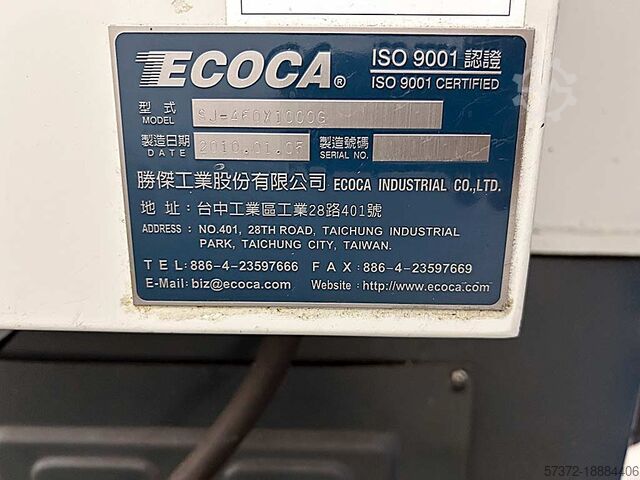 ECOCA®
ISO 9001 認證
ISO 9001 CERTIFIED
型式 MODEL SJ-460X1000G
製造日期 DATE 2010.01.05
製造號碼 SERIAL NO.
勝傑工業股份有限公司 ECOCA INDUSTRIAL CO.,LTD.
地 址：台中工業區工業28路401號
ADDRESS： NO.401, 28TH ROAD, TAICHUNG INDUSTRIAL
PARK, TAICHUNG CITY, TAIWAN.
TEL:886-4-23597666 FAX:886-4-23597669
E-Mail: biz@ecoca.com Website : http://www.ecoca.com
57372-18884406